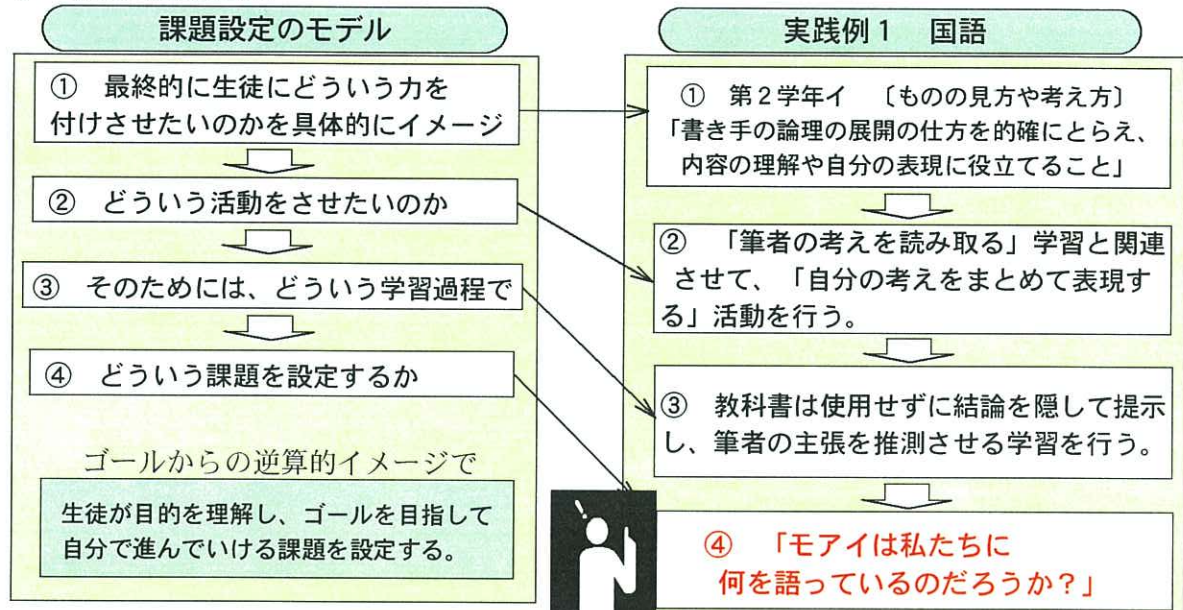 課題設定のモデル
① 最終的に生徒にどういう力を
付けさせたいのかを具体的にイメージ
② どういう活動をさせたいのか
③ そのためには、どういう学習過程で
④ どういう課題を設定するか
ゴールからの逆算的イメージで
生徒が目的を理解し、ゴールを目指して
自分で進んでいける課題を設定する。
実践例1 国語
① 第2学年イ 〔ものの見方や考え方〕
「書き手の論理の展開の仕方を的確にとらえ、
内容の理解や自分の表現に役立てること」
② 「筆者の考えを読み取る」学習と関連
させて、「自分の考えをまとめて表現す
る」活動を行う。
③ 教科書は使用せずに結論を隠して提示
し、筆者の主張を推測させる学習を行う。
④ 「モアイは私たちに
何を語っているのだろうか？」